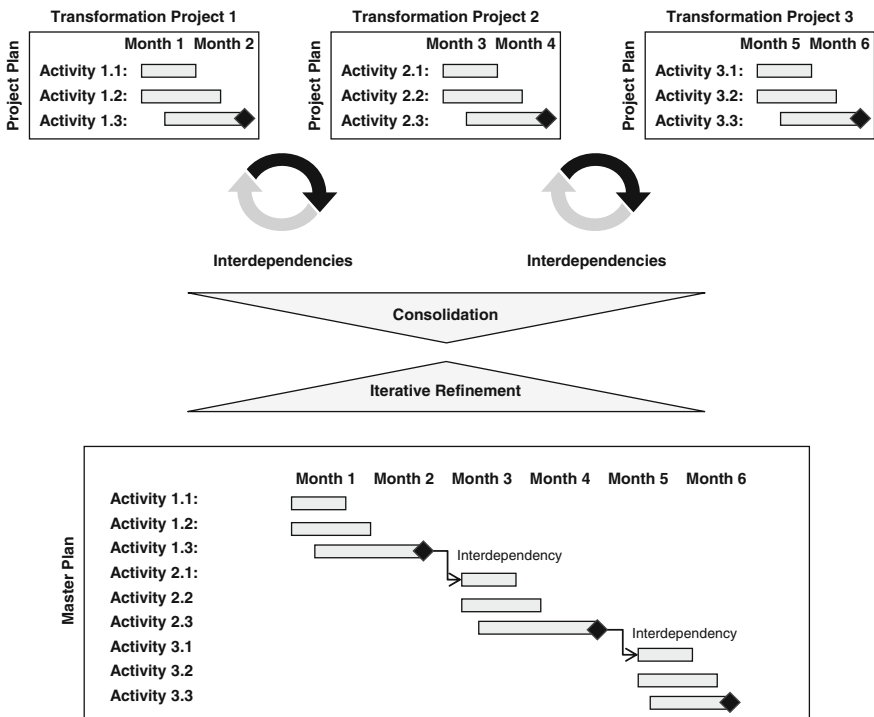 Transformation Project 1
Transformation Project 2
Transformation Project 3
Project Plan
Month 1 Month 2
Activity 1.1:
Activity 1.2:
Activity 1.3:
Project Plan
Month 3 Month 4
Activity 2.1:
Activity 2.2:
Activity 2.3:
Project Plan
Month 5 Month 6
Activity 3.1:
Activity 3.2:
Activity 3.3:
Interdependencies
Interdependencies
Consolidation
Iterative Refinement
Master Plan
Month 1 Month 2 Month 3 Month 4 Month 5 Month 6
Activity 1.1:
Activity 1.2:
Activity 1.3:
Interdependency
Activity 2.1:
Activity 2.2
Activity 2.3
Interdependency
Activity 3.1
Activity 3.2
Activity 3.3